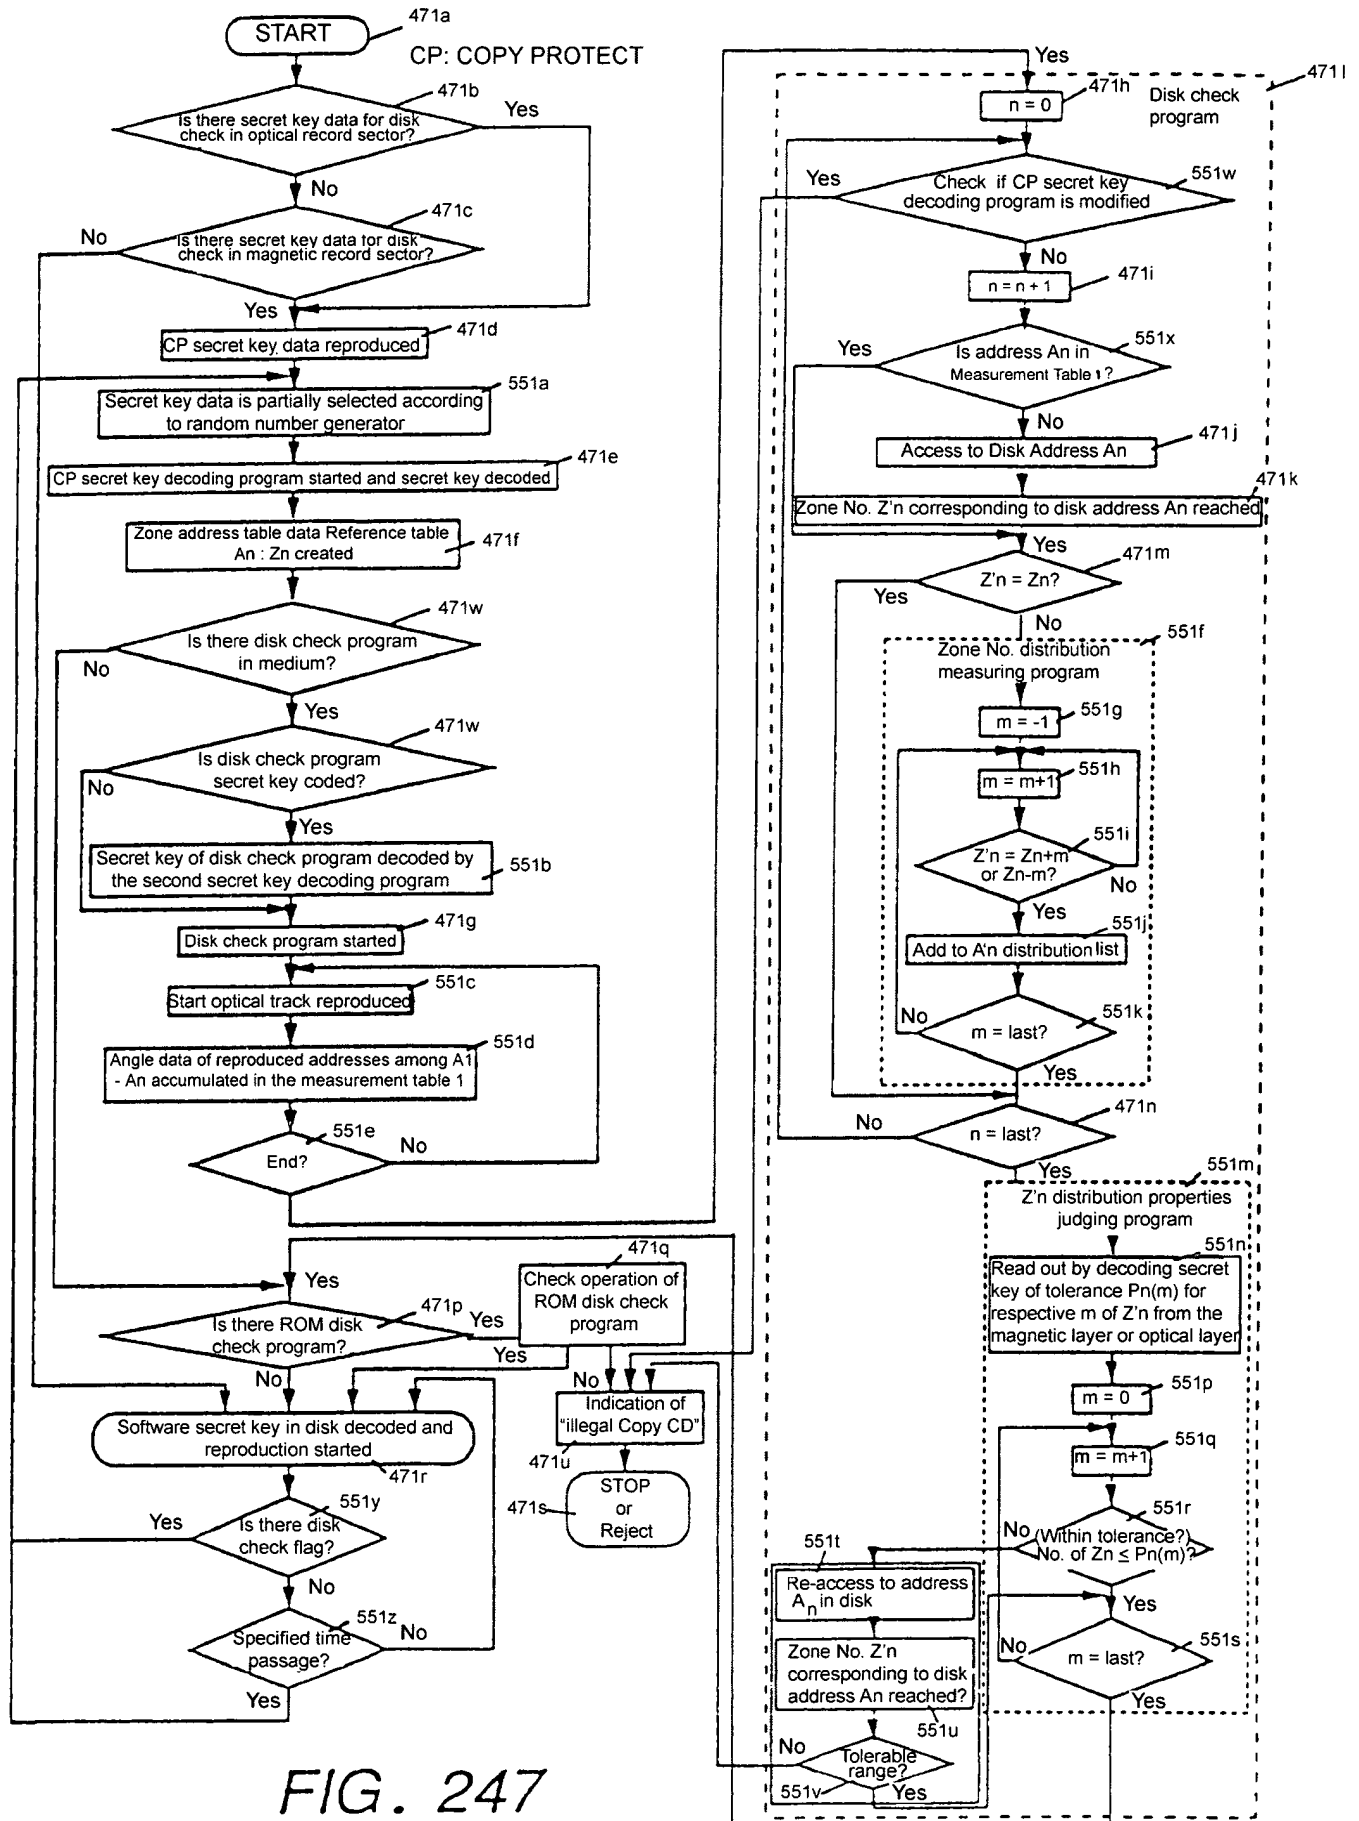 START
471a
CP: COPY PROTECT
471b
Yes
Is there secret key data for disk
check in optical record sector?
No
471c
No
Is there secret key data for disk
check in magnetic record sector?
Yes
471d
CP secret key data reproduced
551a
Secret key data is partially selected according
to random number generator
471e
CP secret key decoding program started and secret key decoded
Zone address table data Reference table
An : Zn created
471f
471w
Is there disk check program
in medium?
No
Yes
471w
Is disk check program
secret key coded?
No
Yes
Secret key of disk check program decoded by
the second secret key decoding program
551b
471g
Disk check program started
551c
Start optical track reproduced
551d
Angle data of reproduced addresses among A1
- An accumulated in the measurement table 1
551e
No
End?
Yes
471p
Is there ROM disk
check program?
Yes
No
471q
Check operation of
ROM disk check
program
Yes
No
Software secret key in disk decoded and
reproduction started
471r
Indication of
"illegal Copy CD"
471u
STOP
or
Reject
471s
551y
Yes
Is there disk
check flag?
No
551z
Specified time
passage?
No
Yes
Yes
471l
471h
n = 0
Disk check
program
Yes
551w
Check if CP secret key
decoding program is modified
No
471i
n = n + 1
551x
Yes
Is address An in
Measurement Table 1?
No
471j
Access to Disk Address An
471k
Zone No. Z'n corresponding to disk address An reached
Yes
471m
Z'n = Zn?
Yes
No
551f
Zone No. distribution
measuring program
551g
m = -1
551h
m = m+1
551i
Z'n = Zn+m
or Zn-m?
No
Yes
551j
Add to A'n distribution list
No
551k
m = last?
Yes
471n
No
n = last?
Yes
551m
Z'n distribution properties
judging program
551n
Read out by decoding secret
key of tolerance Pn(m) for
respective m of Z'n from the
magnetic layer or optical layer
551p
m = 0
551q
m = m+1
551r
No
(Within tolerance?)
No. of Zn ≤ Pn(m)?
Yes
551s
No
m = last?
Yes
551t
Re-access to address
An in disk
Zone No. Z'n
corresponding to disk
address An reached?
551u
No
Tolerable
range?
551v
Yes
FIG. 247